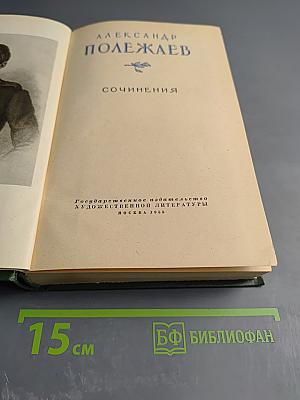 АЛЕКСАНДР
ПОЛЕЖАЕВ
СОЧИНЕНИЯ
Государственное издательство
ХУДОЖЕСТВЕННОЙ ЛИТЕРАТУРЫ
МОСКВА
15 см
БФ БИБЛИОФАН